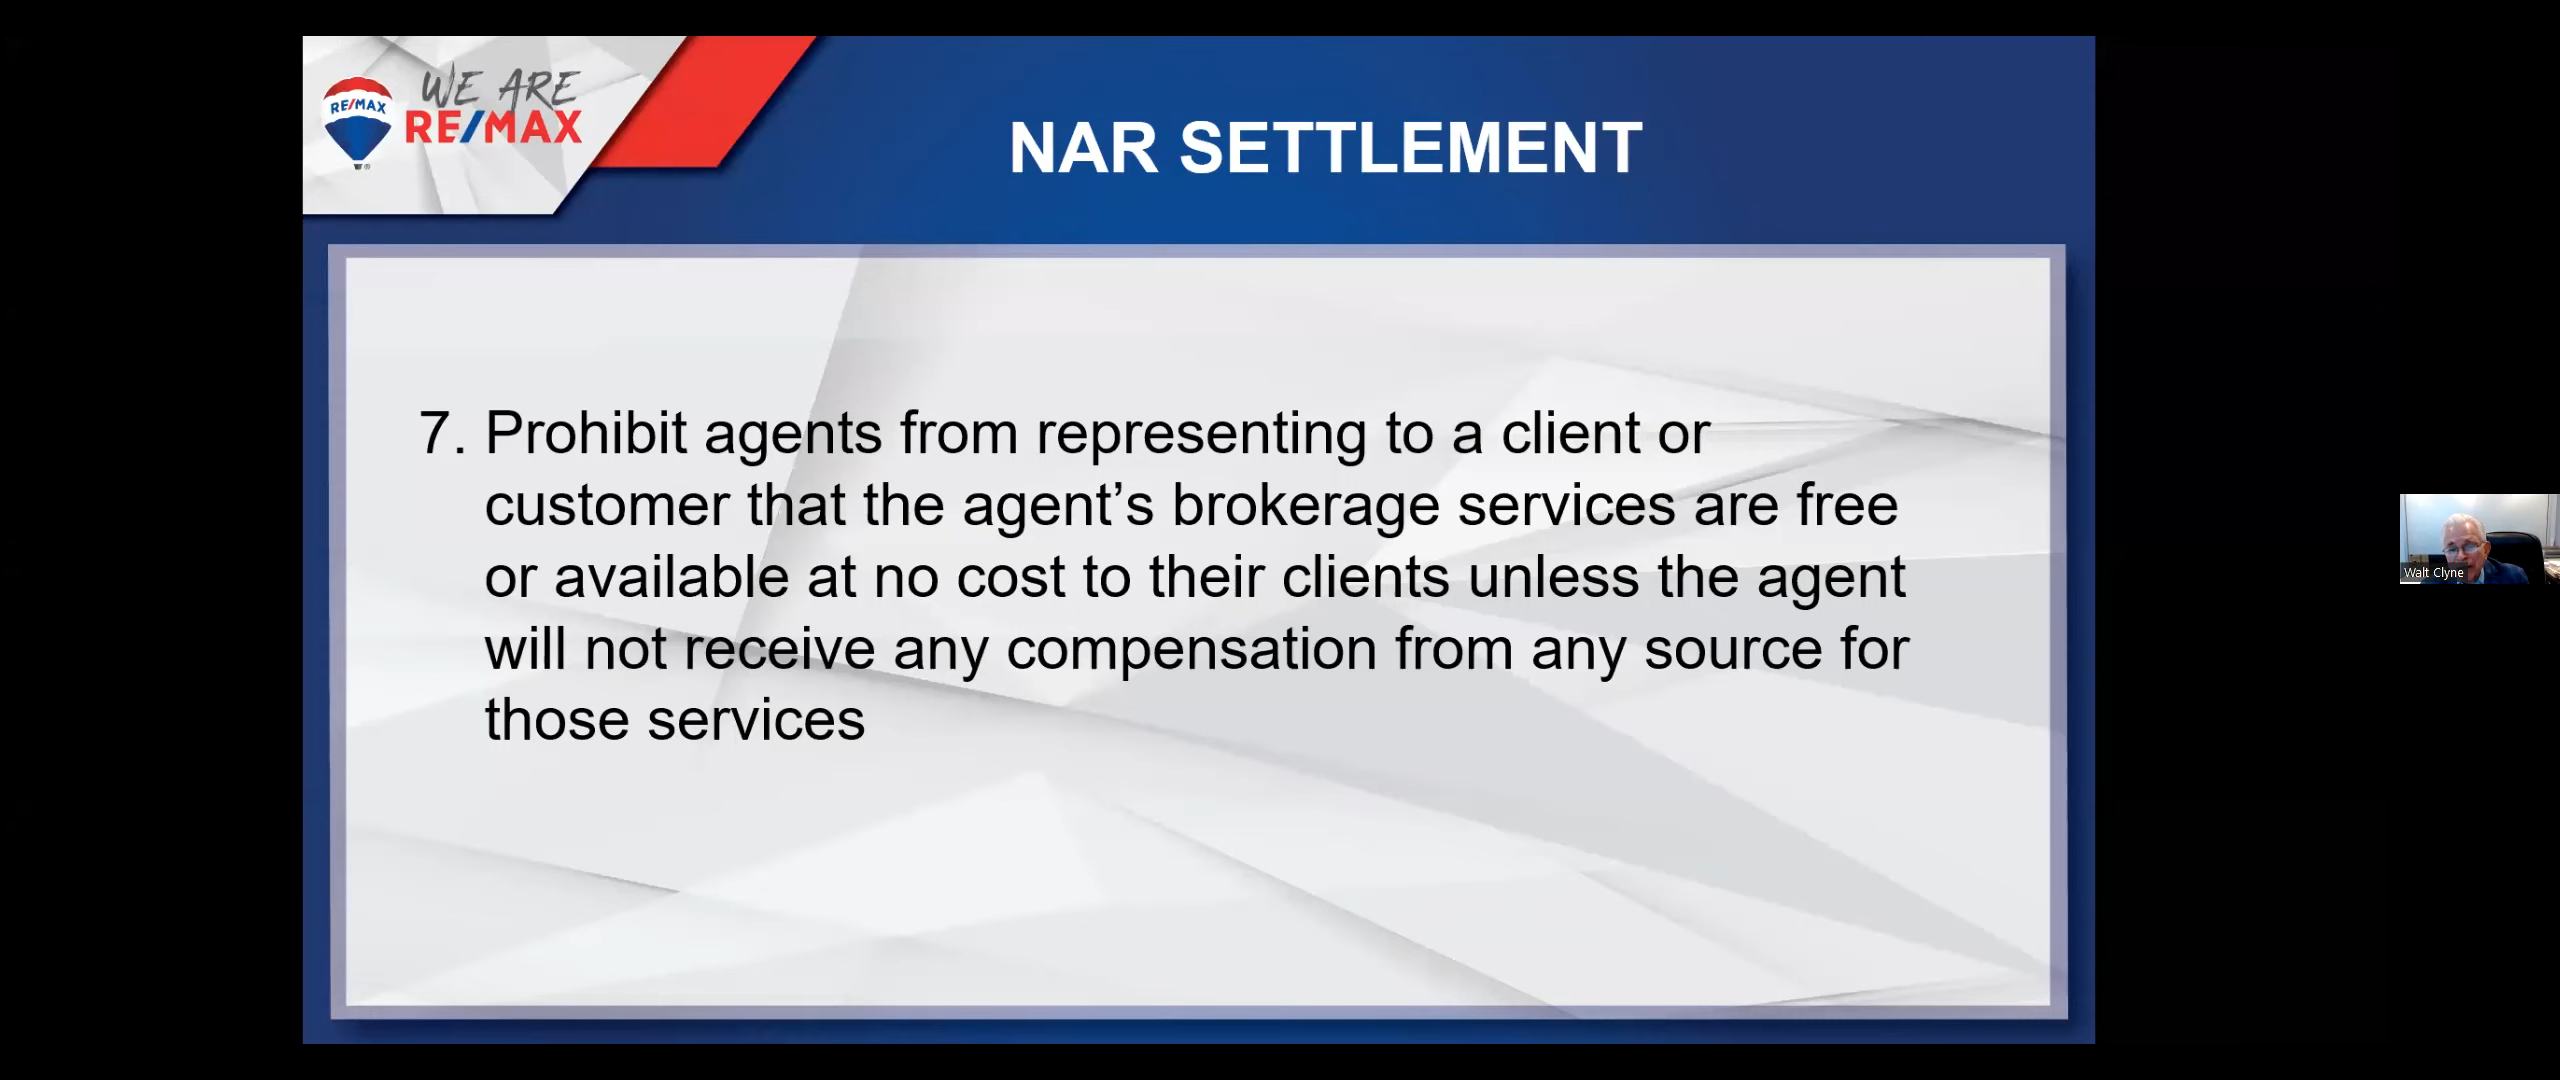 WE ARE
RE/MAX
RE/MAX
NAR SETTLEMENT
7. Prohibit agents from representing to a client or
customer that the agent’s brokerage services are free
or available at no cost to their clients unless the agent
will not receive any compensation from any source for
those services
Walt Clyne